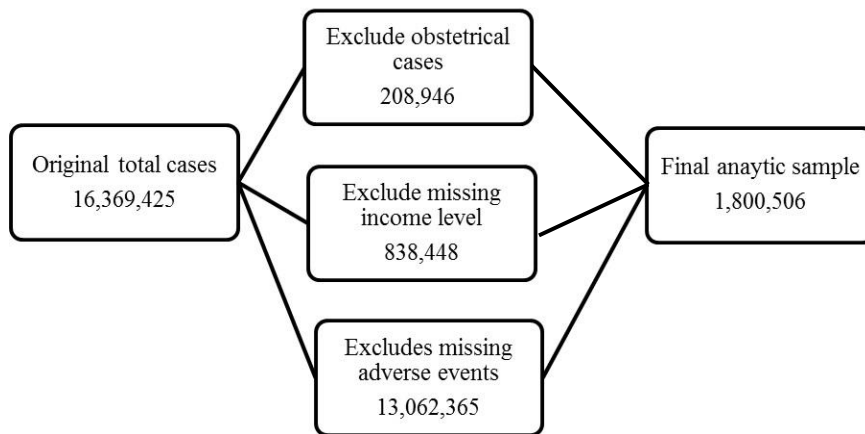 Original total cases
16,369,425
Exclude obstetrical
cases
208,946
Exclude missing
income level
838,448
Excludes missing
adverse events
13,062,365
Final anaytic sample
1,800,506